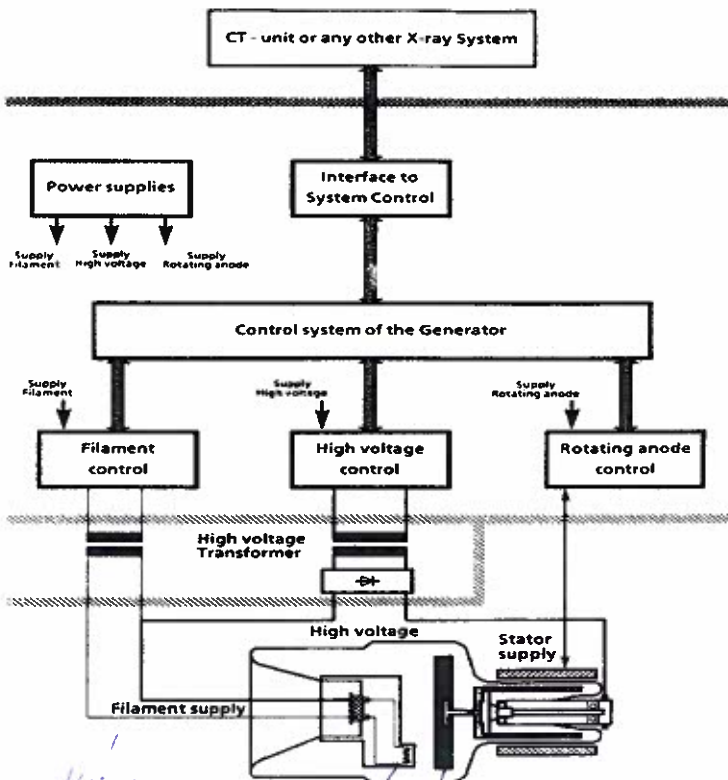 CT - unit or any other X-ray System
Power supplies
Interface to
System Control
Supply
Filament
Supply
High voltage
Supply
Rotating anode
Control system of the Generator
Supply
Filament
Supply
High voltage
Supply
Rotating anode
Filament
control
High voltage
control
Rotating anode
control
High voltage
Transformer
High voltage
Stator
supply
Filament supply